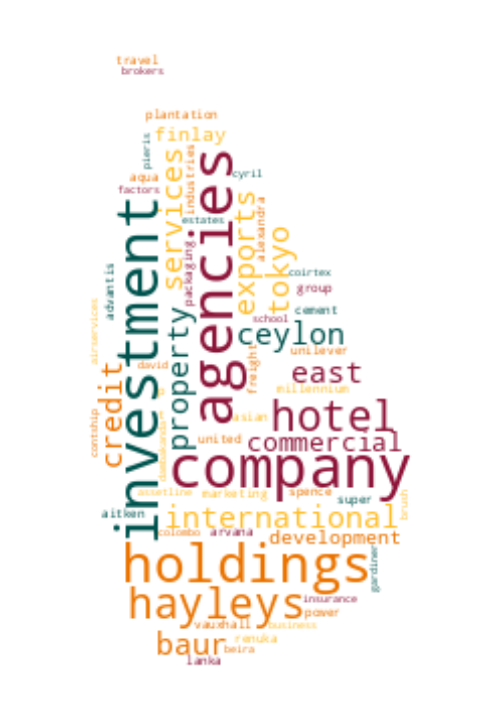 travel
brokers
plantation
finlay
pieris
cyril
aqua
factors
industries
services
agencies
estates
exports
alexandra
investment
tokyo
packaging
advantis
coirtex
group
cement
school
ceylon
property
airservices
unilever
freight
david
east
millennium
credit
contship
asian
hotel
united
commercial
company
assetline
marketing
spence
super
brush
aitken
international
colombo
arvana
development
holdings
gardiner
hayleys
insurance
power
vauxhall
business
baur
renuka
beira
lanka